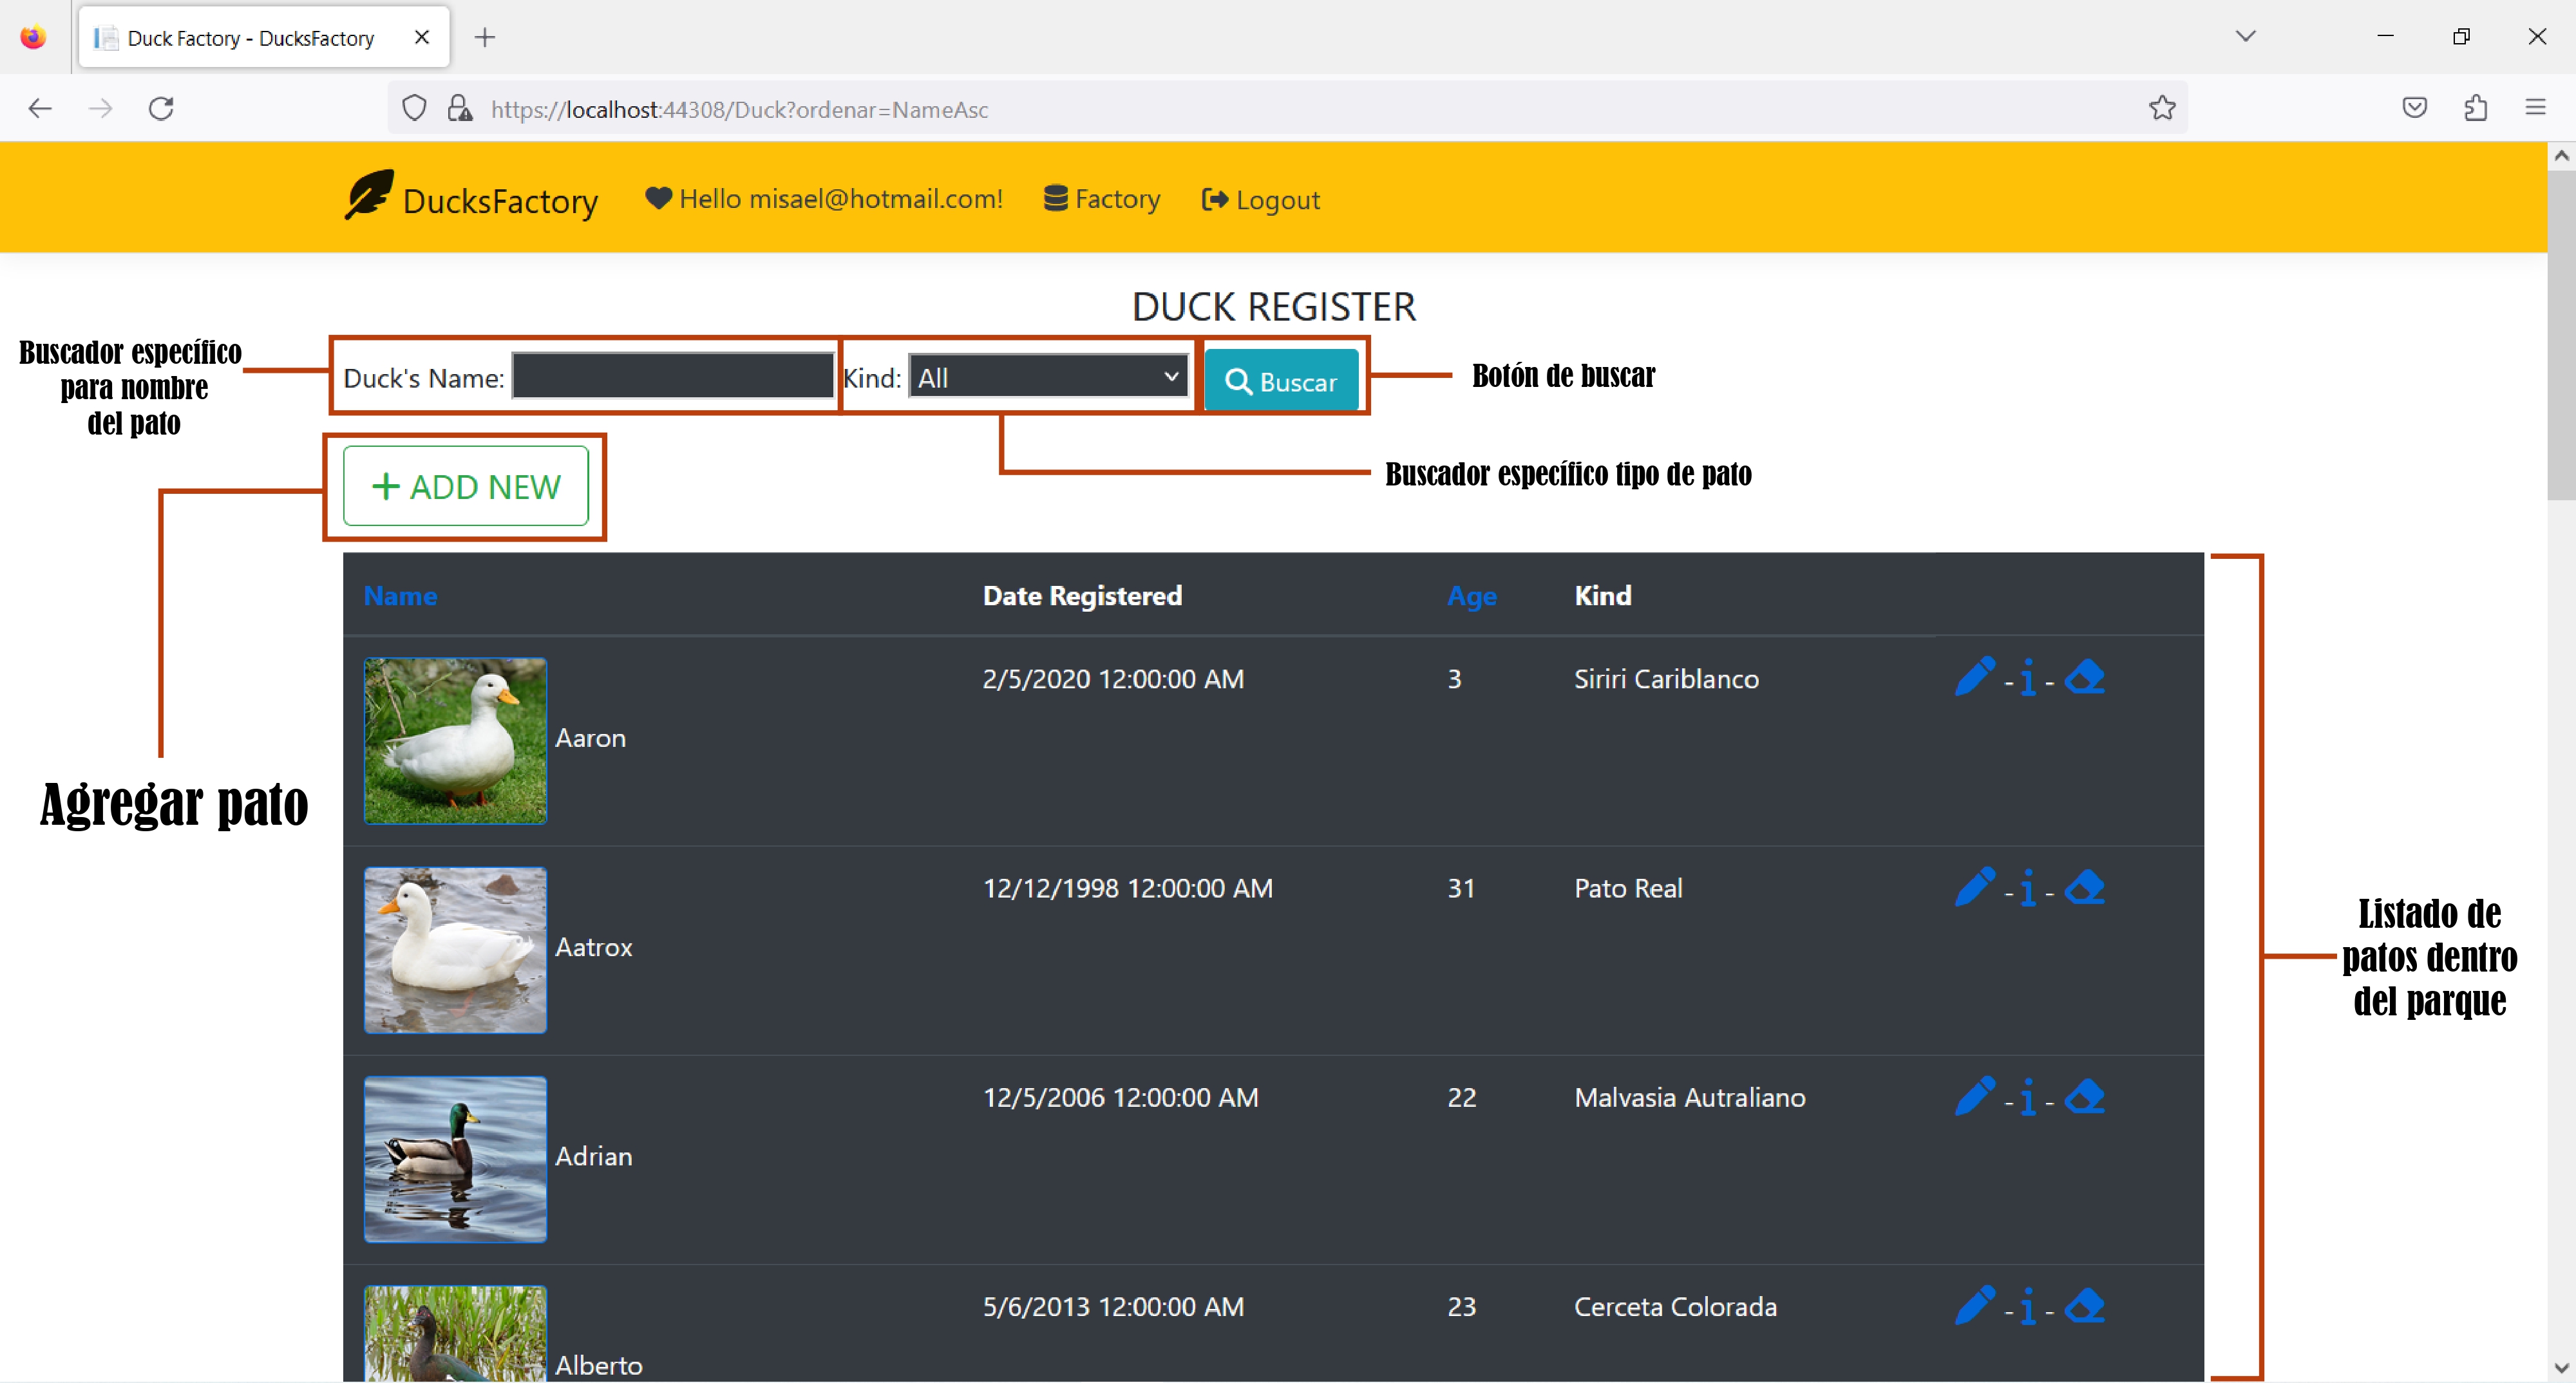 Duck Factory - DucksFactory
https://localhost:44308/Duck?ordenar=NameAsc
DucksFactory Hello misael@hotmail.com! Factory Logout
DUCK REGISTER
Buscador específico
para nombre
del pato
Duck's Name: Kind: All Buscar
Botón de buscar
Buscador específico tipo de pato
+ ADD NEW
Agregar pato
Name Date Registered Age Kind
2/5/2020 12:00:00 AM 3 Siriri Cariblanco - i -
Aaron
12/12/1998 12:00:00 AM 31 Pato Real - i -
Aatrox
12/5/2006 12:00:00 AM 22 Malvasia Autraliano - i -
Adrian
5/6/2013 12:00:00 AM 23 Cerceta Colorada - i -
Alberto
Listado de
patos dentro
del parque